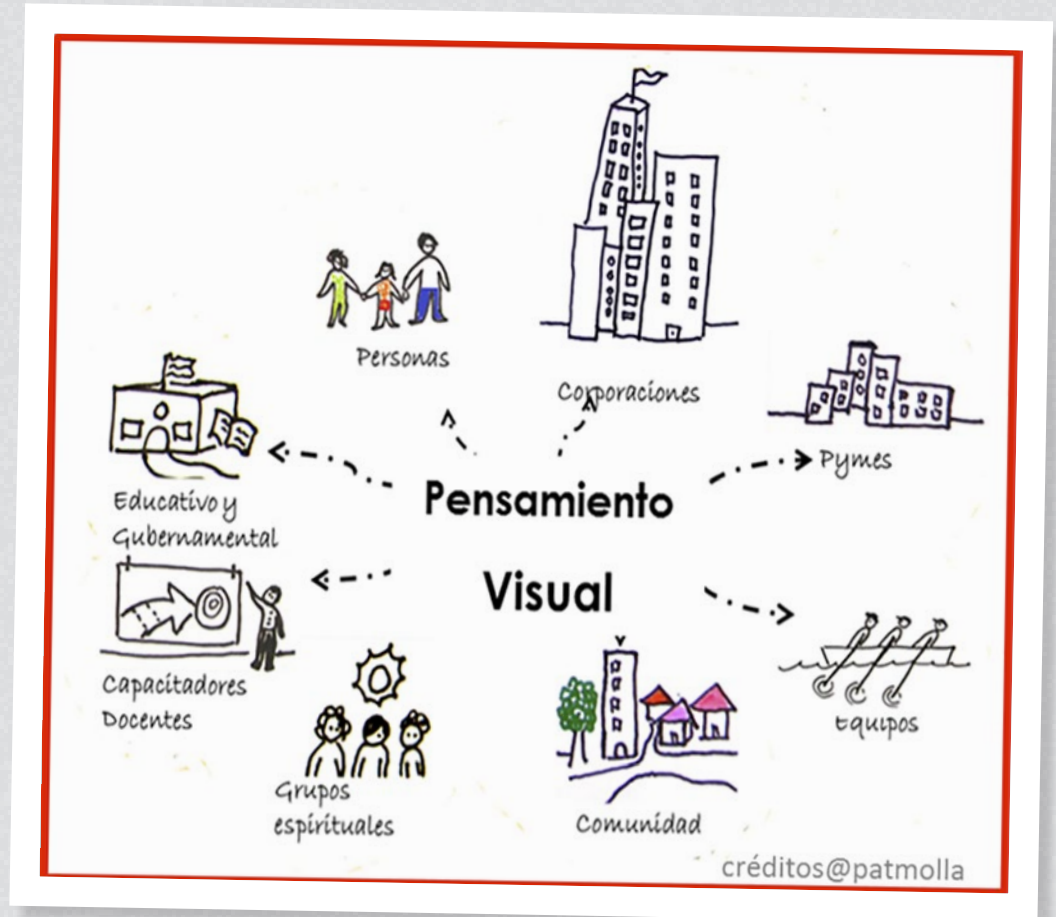 Personas
Corporaciones
Pymes
Educativo y
Gubernamental
Pensamiento
Visual
Capacitadores
Docentes
Equipos
Grupos
espirituales
Comunidad
créditos@patmolla